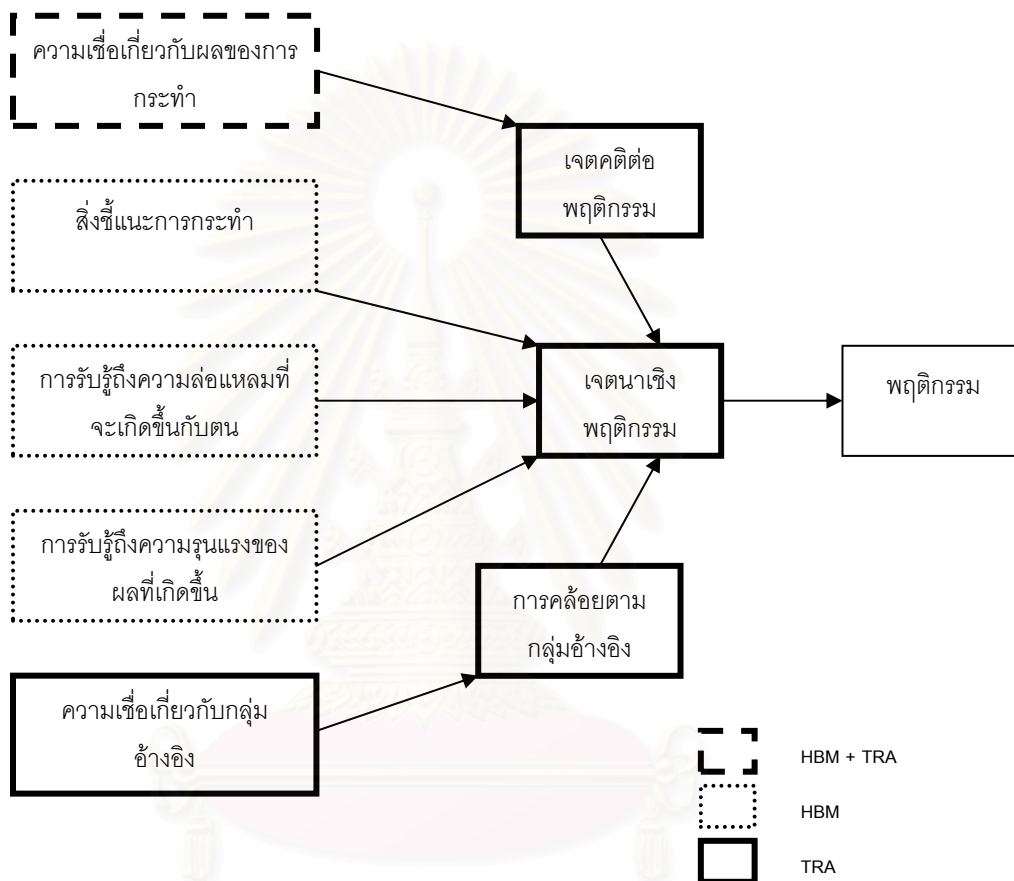 ความเชื่อเกี่ยวกับผลของการ
กระทำ
เจตคติต่อ
พฤติกรรม
สิ่งชี้แนะการกระทำ
การรับรู้ถึงความล่อแหลมที่
จะเกิดขึ้นกับตน
เจตนาเชิง
พฤติกรรม
พฤติกรรม
การรับรู้ถึงความรุนแรงของ
ผลที่เกิดขึ้น
การคล้อยตาม
กลุ่มอ้างอิง
ความเชื่อเกี่ยวกับกลุ่ม
อ้างอิง
HBM + TRA
HBM
TRA